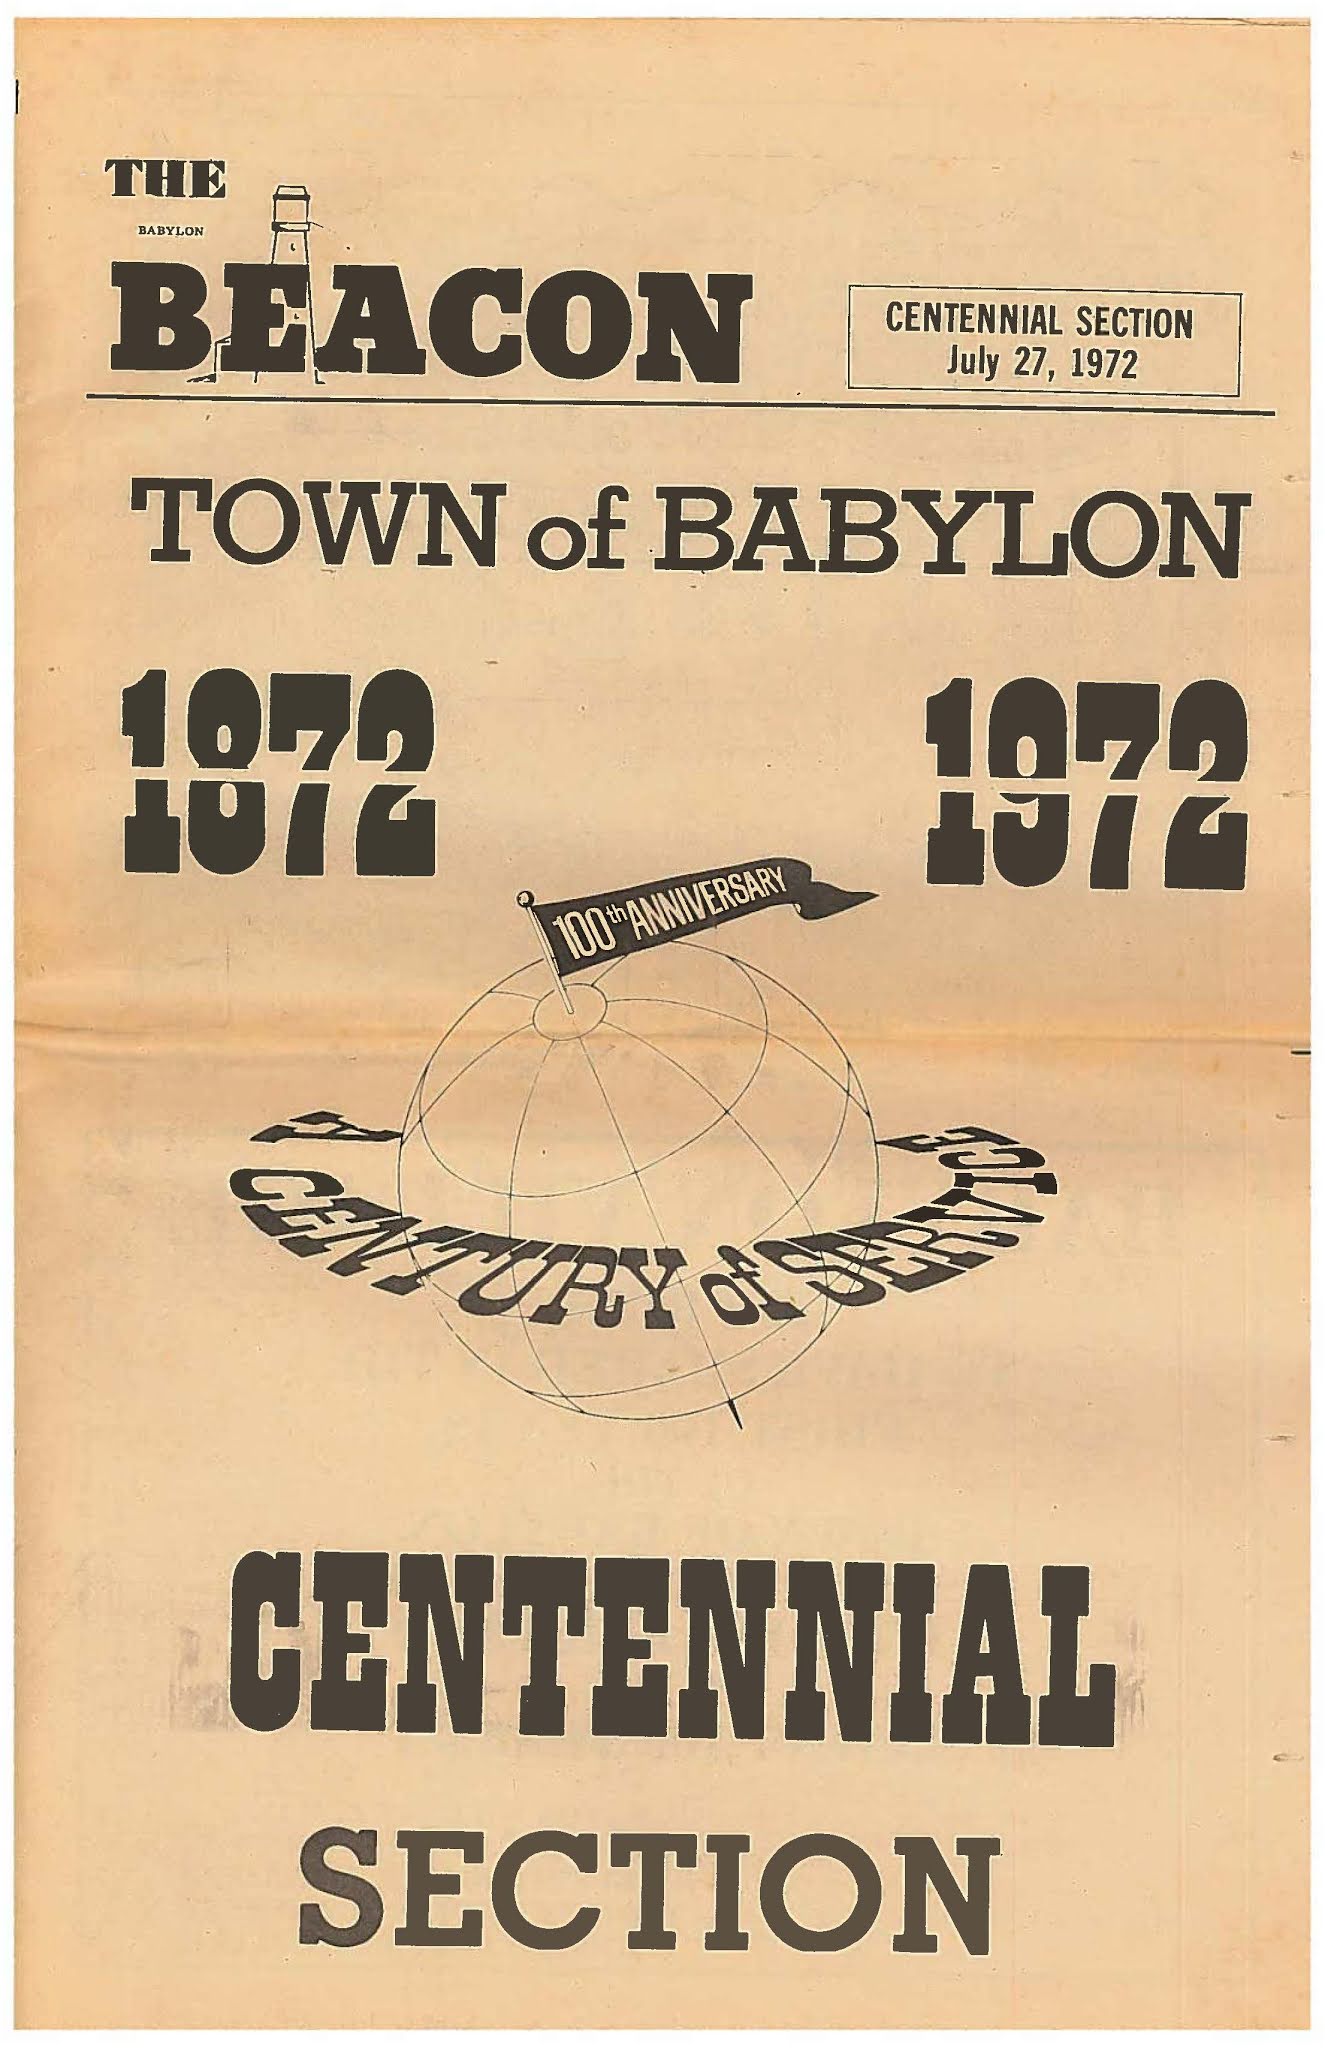 THE
BABYLON
BEACON
CENTENNIAL SECTION
July 27, 1972
TOWN of BABYLON
1872 1972
100th ANNIVERSARY
A CENTURY of SERVICE
CENTENNIAL
SECTION